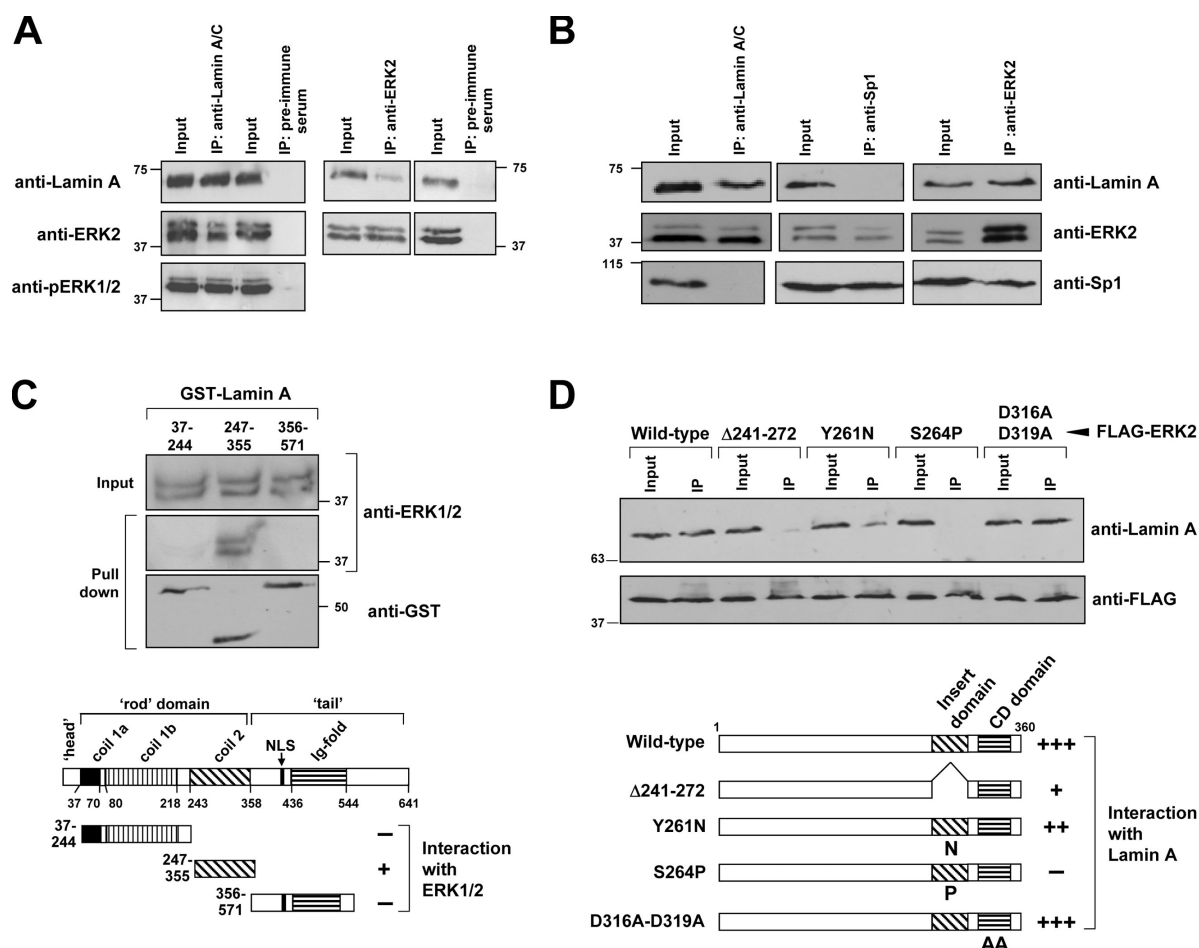 A
Input
IP: anti-Lamin A/C
Input
IP: pre-immune
serum
Input
IP: anti-ERK2
Input
IP: pre-immune
serum
anti-Lamin A
75
75
anti-ERK2
37
37
anti-pERK1/2
37
B
Input
IP: anti-Lamin A/C
Input
IP: anti-Sp1
Input
IP :anti-ERK2
75
anti-Lamin A
37
anti-ERK2
115
anti-Sp1
C
GST-Lamin A
37-
244
247-
355
356-
571
Input
37
anti-ERK1/2
Pull
down
37
50
anti-GST
'head'
'rod' domain
coil 1a
coil 1b
coil 2
'tail'
NLS
Ig-fold
37 70 80 218 243 358 436 544 641
37-
244
–
247-
355
+
356-
571
–
Interaction
with
ERK1/2
D
Wild-type
Δ241-272
Y261N
S264P
D316A
D319A
FLAG-ERK2
Input
IP
Input
IP
Input
IP
Input
IP
Input
IP
63
anti-Lamin A
37
anti-FLAG
Insert
domain
CD domain
1
360
Wild-type
+++
Δ241-272
+
Y261N
++
N
S264P
–
P
D316A-D319A
+++
AA
Interaction
with
Lamin A